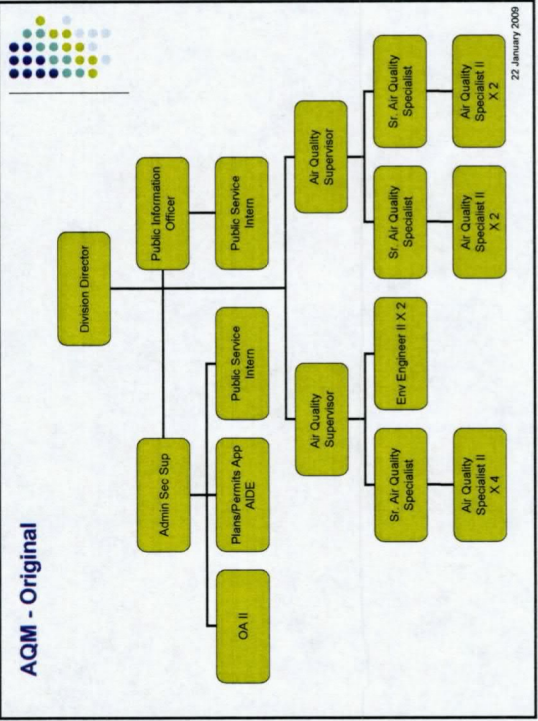 AQM - Original
Division Director
Admin Sec Sup
Public Information
Officer
OA II
Plans/Permits App
AIDE
Public Service
Intern
Public Service
Intern
Air Quality
Supervisor
Air Quality
Supervisor
Sr. Air Quality
Specialist
Env Engineer II X 2
Sr. Air Quality
Specialist
Sr. Air Quality
Specialist
Air Quality
Specialist II
X 4
Air Quality
Specialist II
X 2
Air Quality
Specialist II
X 2
22 January 2009